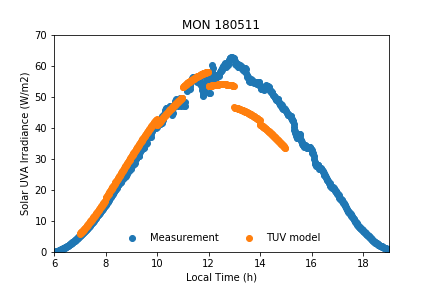 MON 180511
70
60
50
40
30
20
10
0
Solar UVA Irradiance (W/m2)
Measurement TUV model
6 8 10 12 14 16 18
Local Time (h)